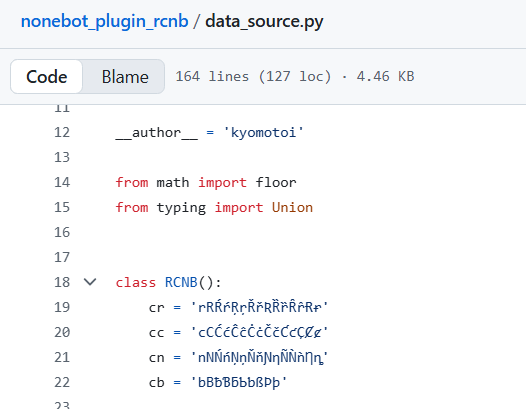 nonebot_plugin_rcnb / data_source.py
Code Blame 164 lines (127 loc) · 4.46 KB
11
12 __author__ = 'kyomotoi'
13
14 from math import floor
15 from typing import Union
16
17
18 class RCNB():
19 cr = 'rRŔŕŖŗŘřƦȐȑȒȓɌɍ'
20 cc = 'cCĆćĈĉĊċČčƇƈÇȻȼ'
21 cn = 'nNŃńŅņŇňƝƞÑǸǹȠȵ'
22 cb = 'bBƀƁƃƄƅßÞþ'
23